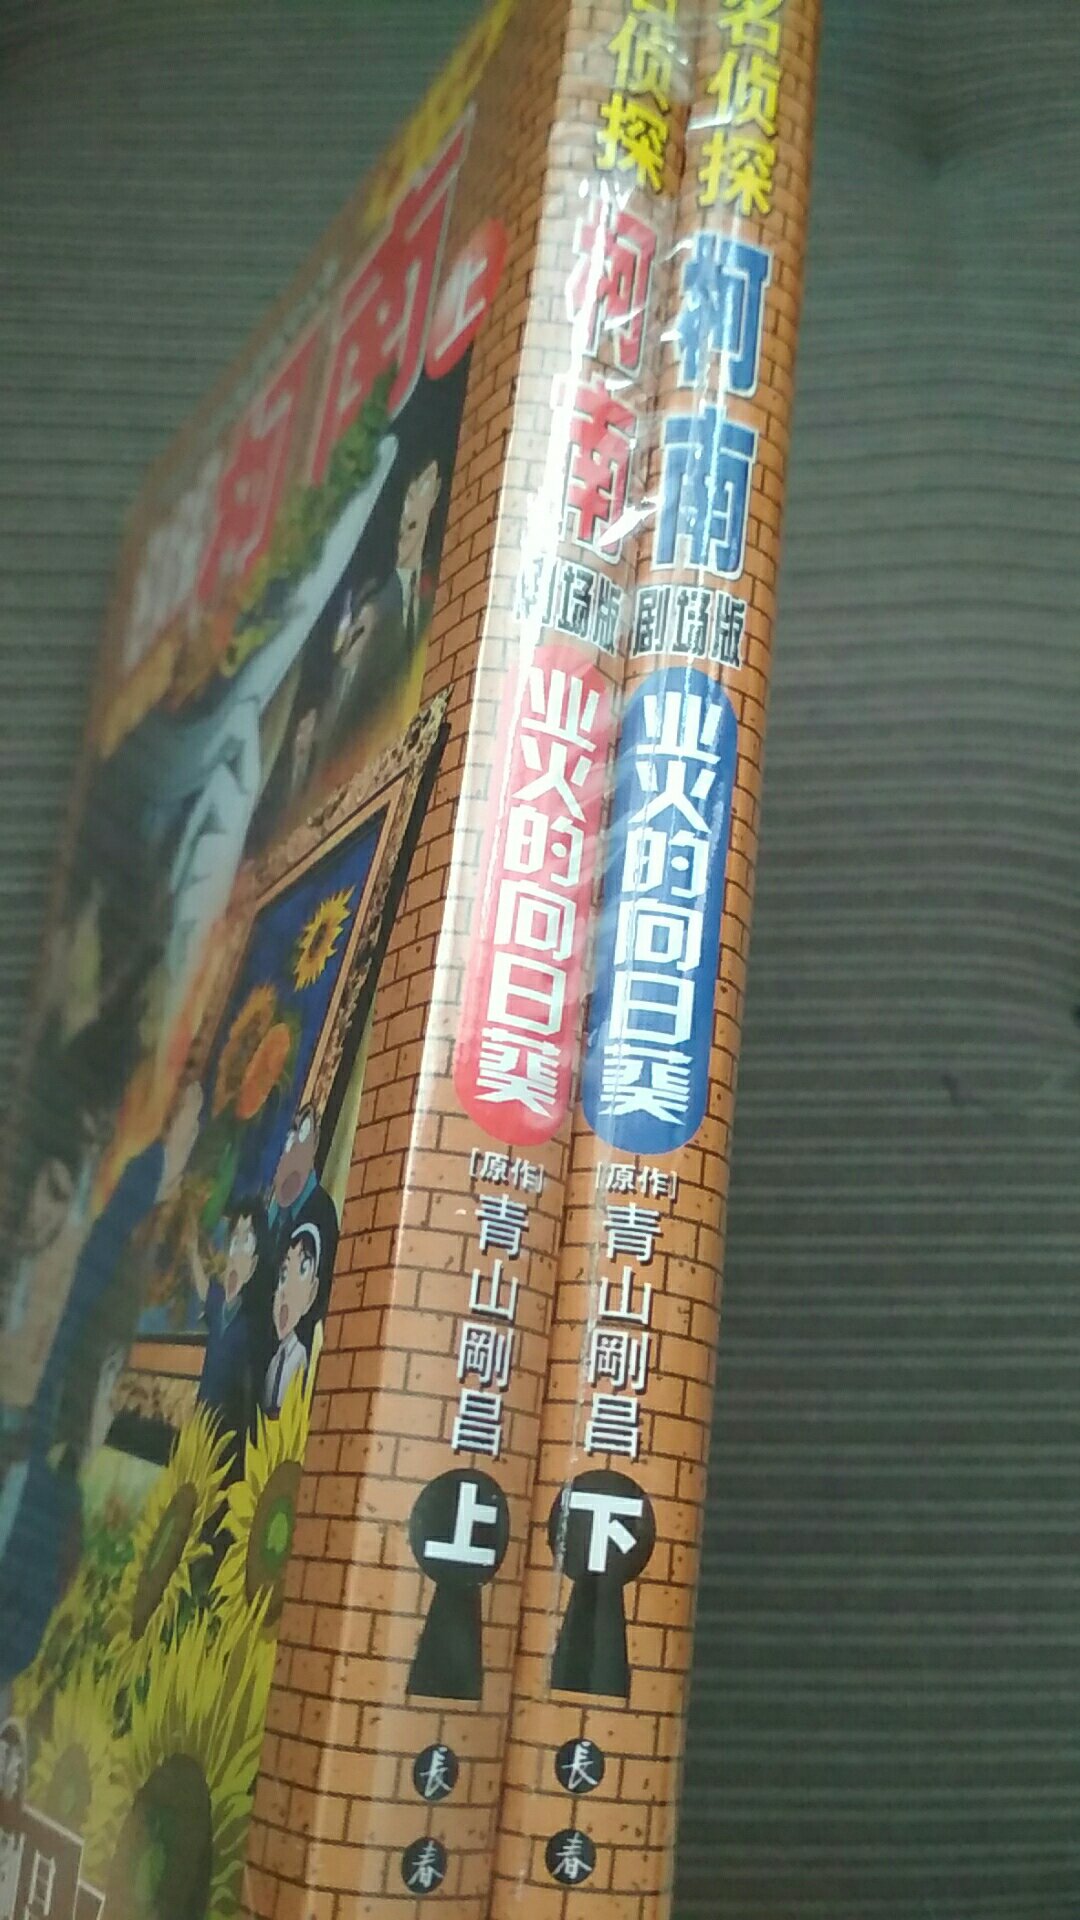 柯南
上
侦探
柯南
剧场版
业火的向日葵
[原作]
青山剛昌
上
長
春
名侦探
柯南
剧场版
业火的向日葵
[原作]
青山剛昌
下
長
春